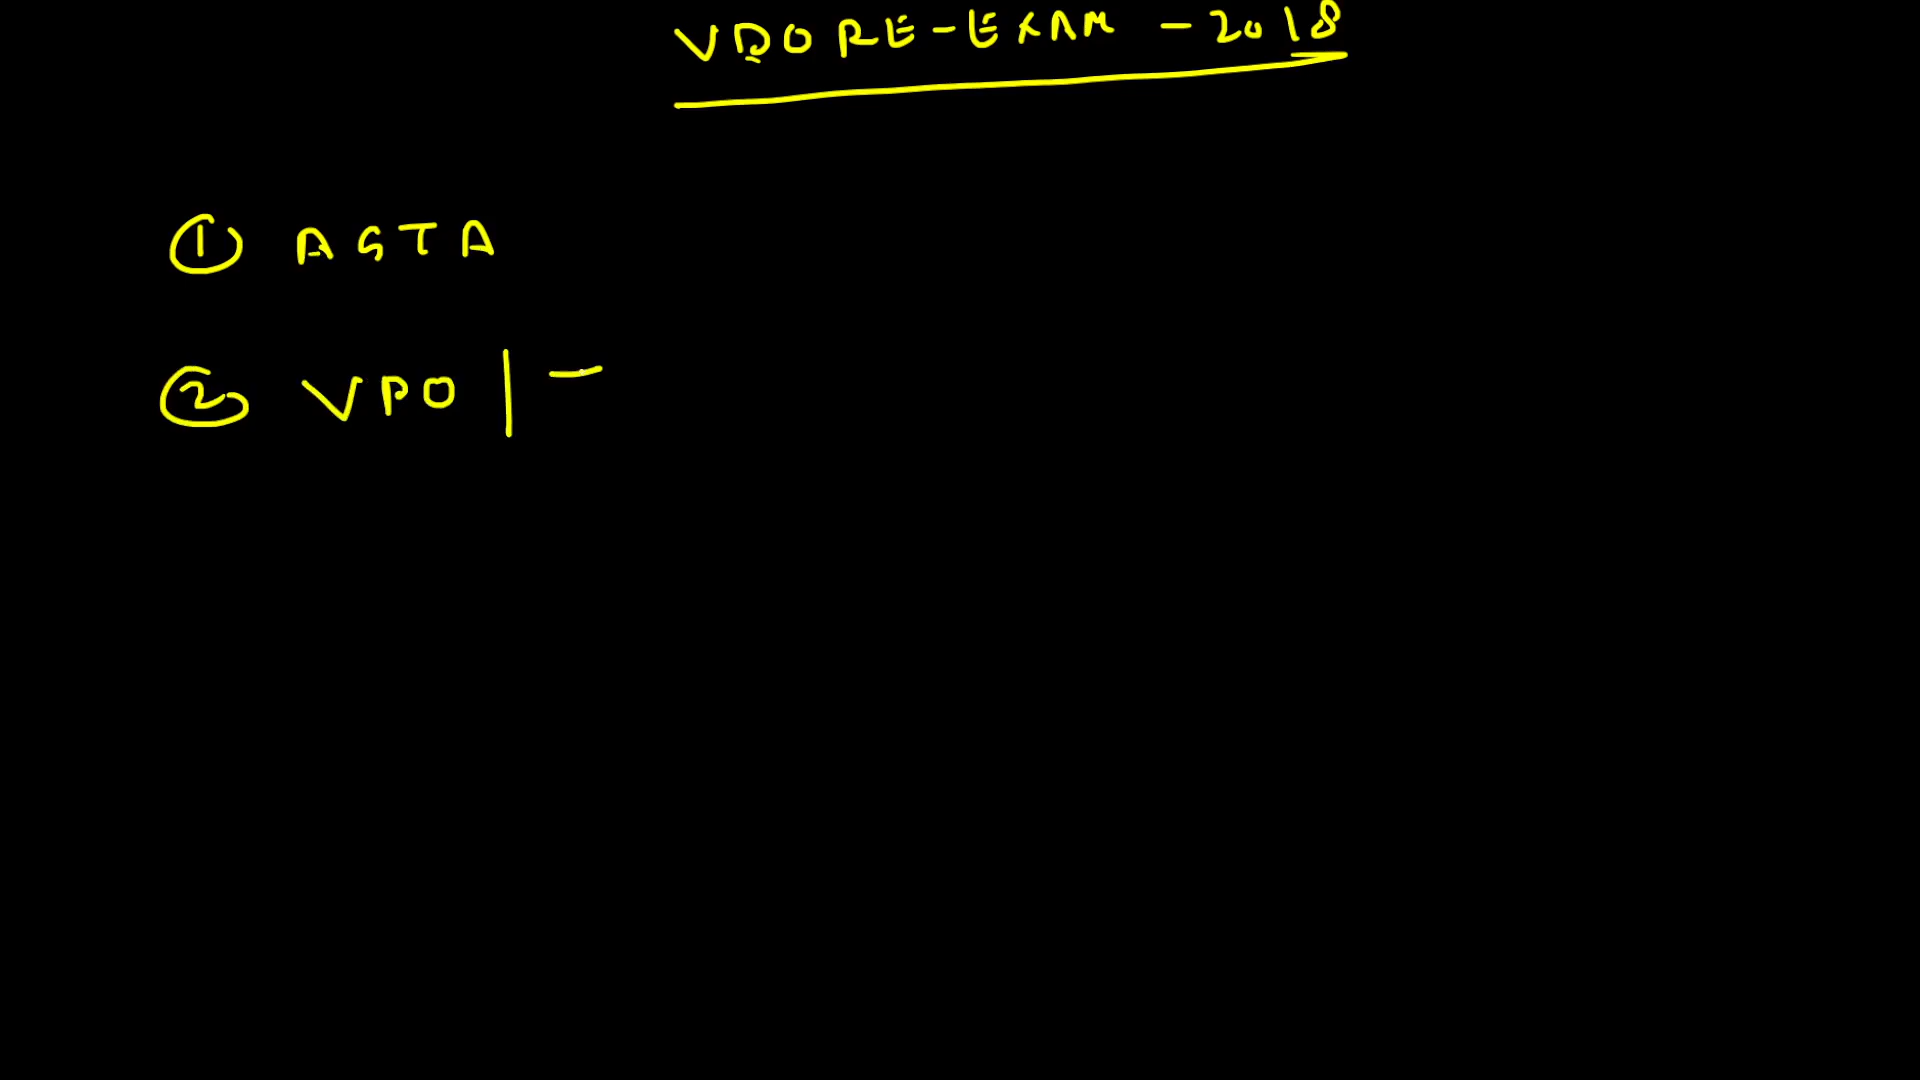 VDO RE-EXAM - 2018
① AGTA
② VPO | -